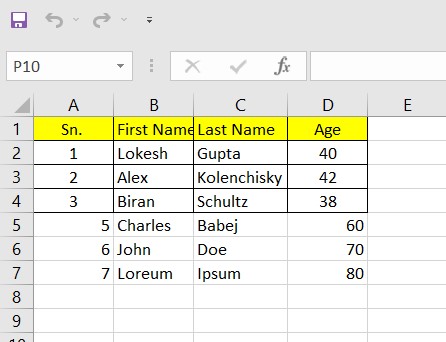 P10 fx
A B C D E
1 Sn. First Name Last Name Age
2 1 Lokesh Gupta 40
3 2 Alex Kolenchisky 42
4 3 Biran Schultz 38
5 5 Charles Babej 60
6 6 John Doe 70
7 7 Loreum Ipsum 80
8
9
10